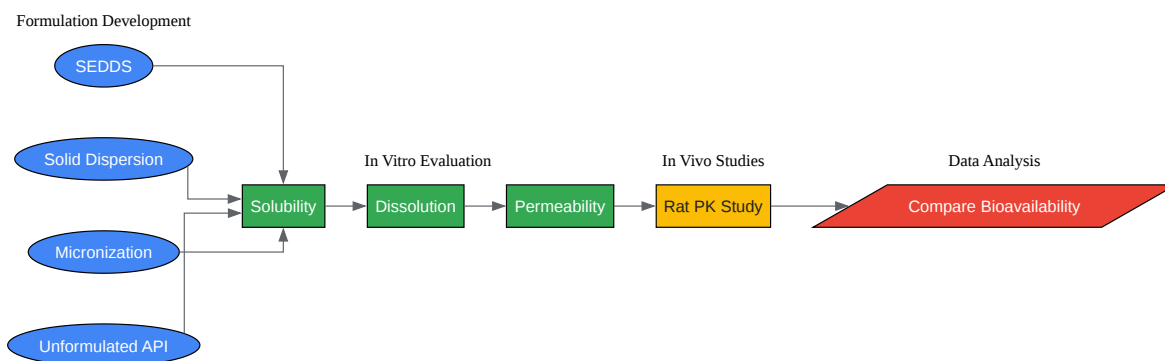 Formulation Development
SEDDS
Solid Dispersion
In Vitro Evaluation
In Vivo Studies
Data Analysis
Solubility
Dissolution
Permeability
Rat PK Study
Compare Bioavailability
Micronization
Unformulated API